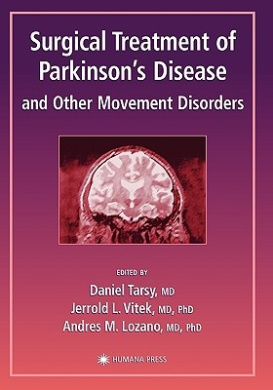 Surgical Treatment of
Parkinson's Disease
and Other Movement Disorders
EDITED BY
Daniel Tarsy, MD
Jerrold L. Vitek, MD, PhD
Andres M. Lozano, MD, PhD
HUMANA PRESS